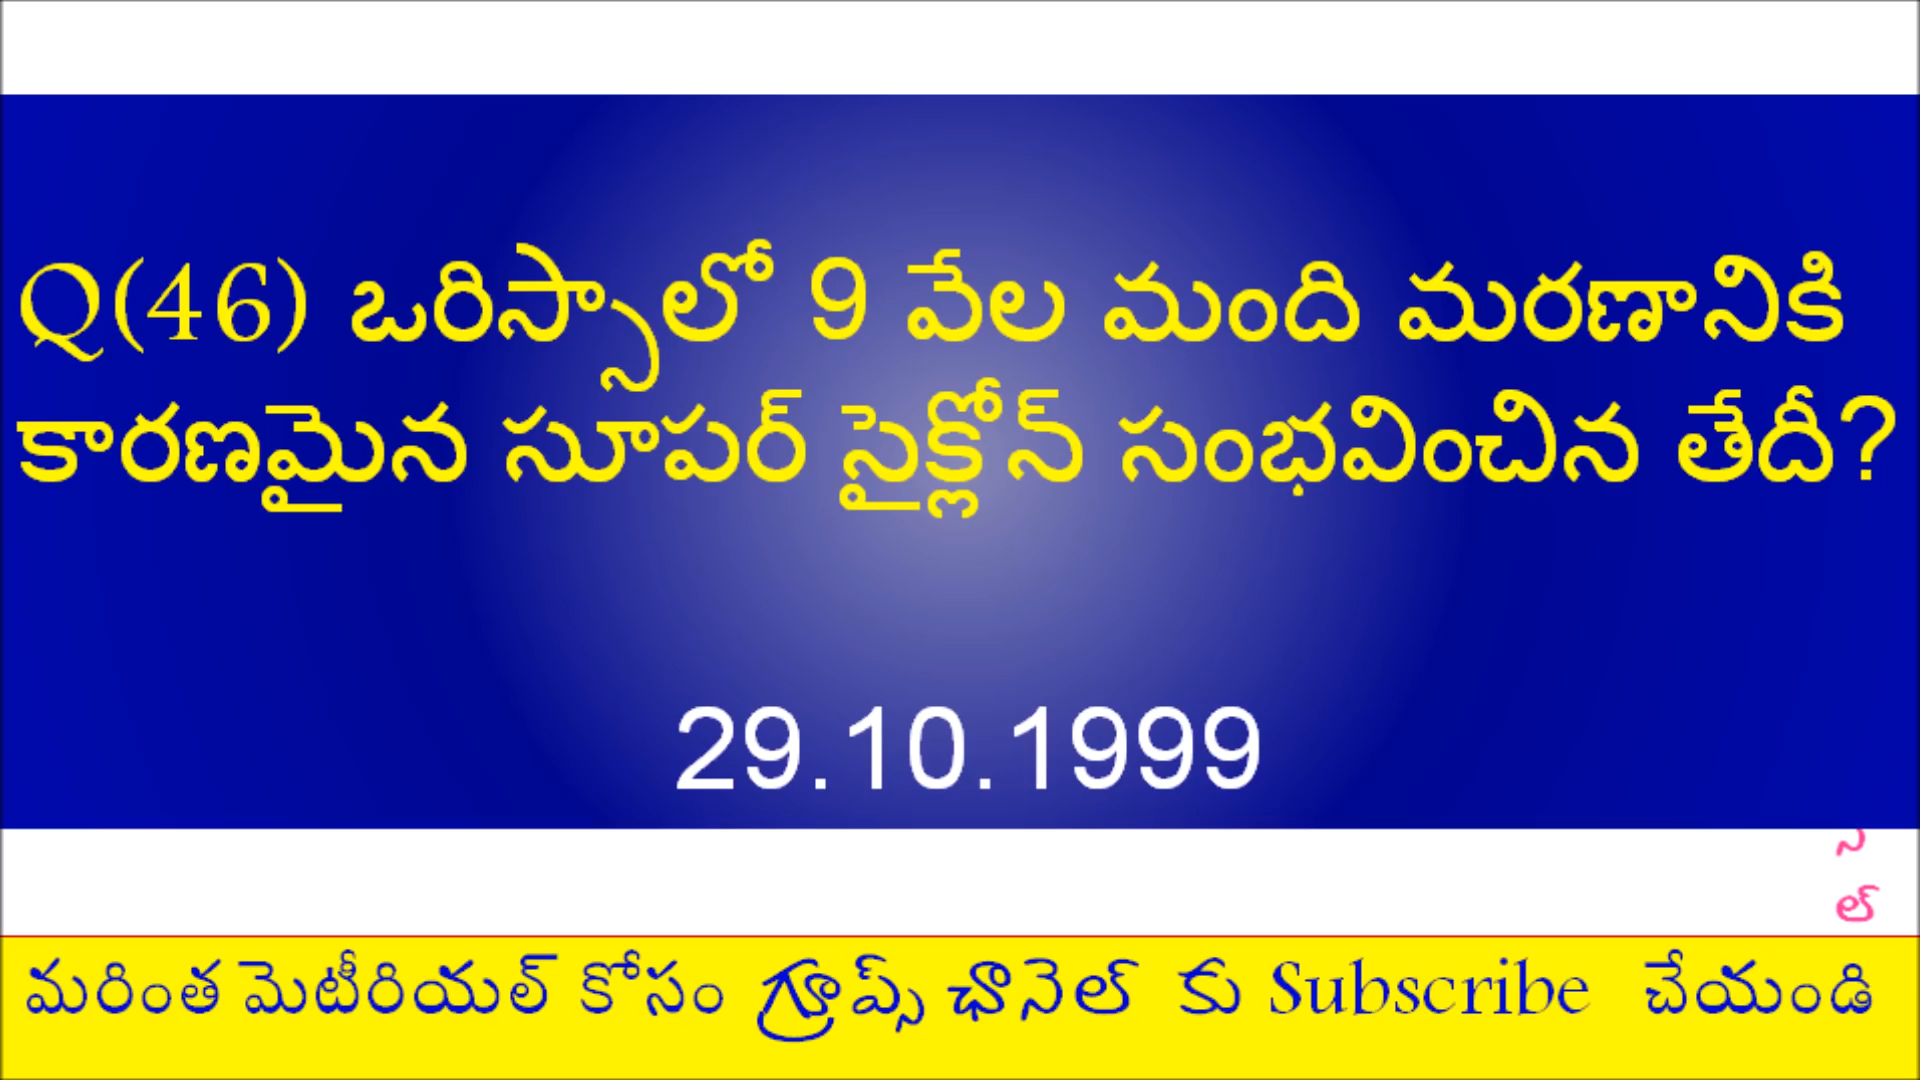 Q(46) ఒరిస్సాలో 9 వేల మంది మరణానికి
కారణమైన సూపర్ సైక్లోన్ సంభవించిన తేదీ?
29.10.1999
ల్
మరింత మెటీరియల్ కోసం గ్రూప్స్ ఛానెల్ కు Subscribe చేయండి